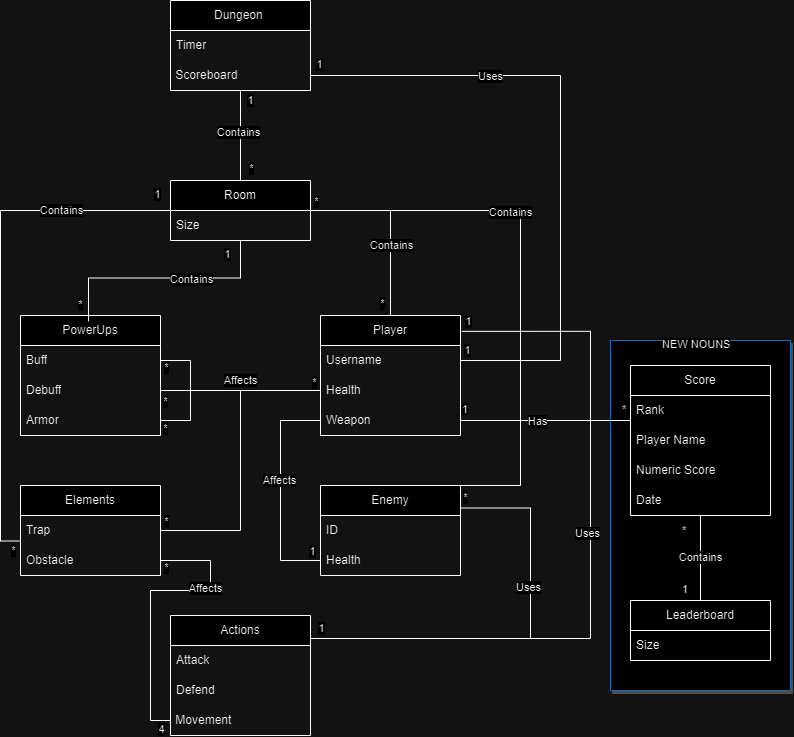 Dungeon
Timer
Scoreboard
1
Uses
1
Contains
*
1
Contains
Room
*
Contains
Size
1
Contains
*
Contains
*
PowerUps
Buff
*
Debuff
*
Armor
*
Affects
*
Player
1
Username
1
Health
Weapon
1
Has
*
NEW NOUNS
Score
Rank
Player Name
Numeric Score
Date
*
Contains
1
Leaderboard
Size
Affects
Elements
Trap
*
Obstacle
*
*
Affects
Enemy
*
ID
Health
1
Uses
Uses
Actions
1
Attack
Defend
Movement
4